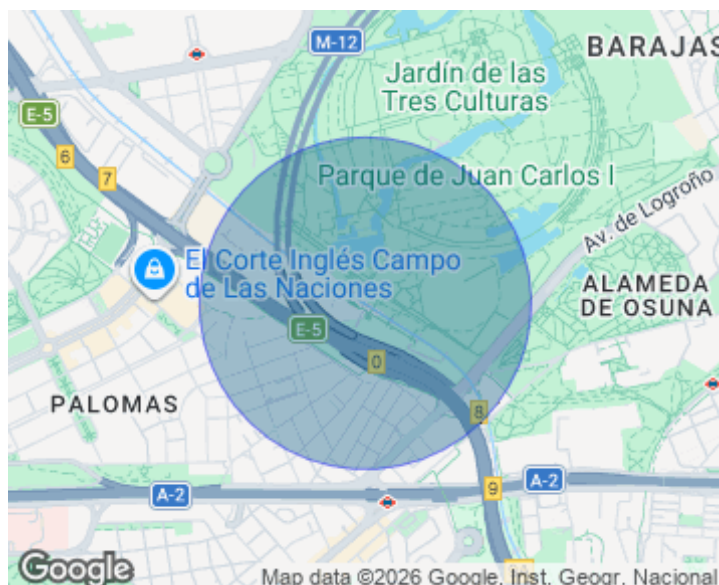 M-12
BARAJAS
Jardín de las
Tres Culturas
E-5
6
7
Parque de Juan Carlos I
Av. de Logroño
El Corte Inglés Campo
de Las Naciones
ALAMEDA
DE OSUNA
E-5
0
PALOMAS
8
A-2
9
A-2
Google
Map data ©2026 Google, Inst. Geogr. Nacional